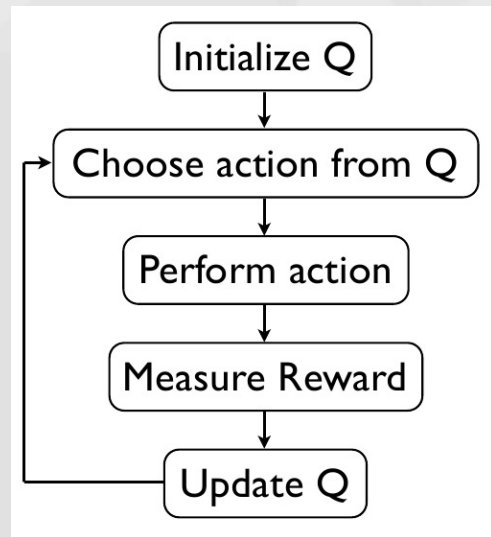 Initialize Q
Choose action from Q
Perform action
Measure Reward
Update Q